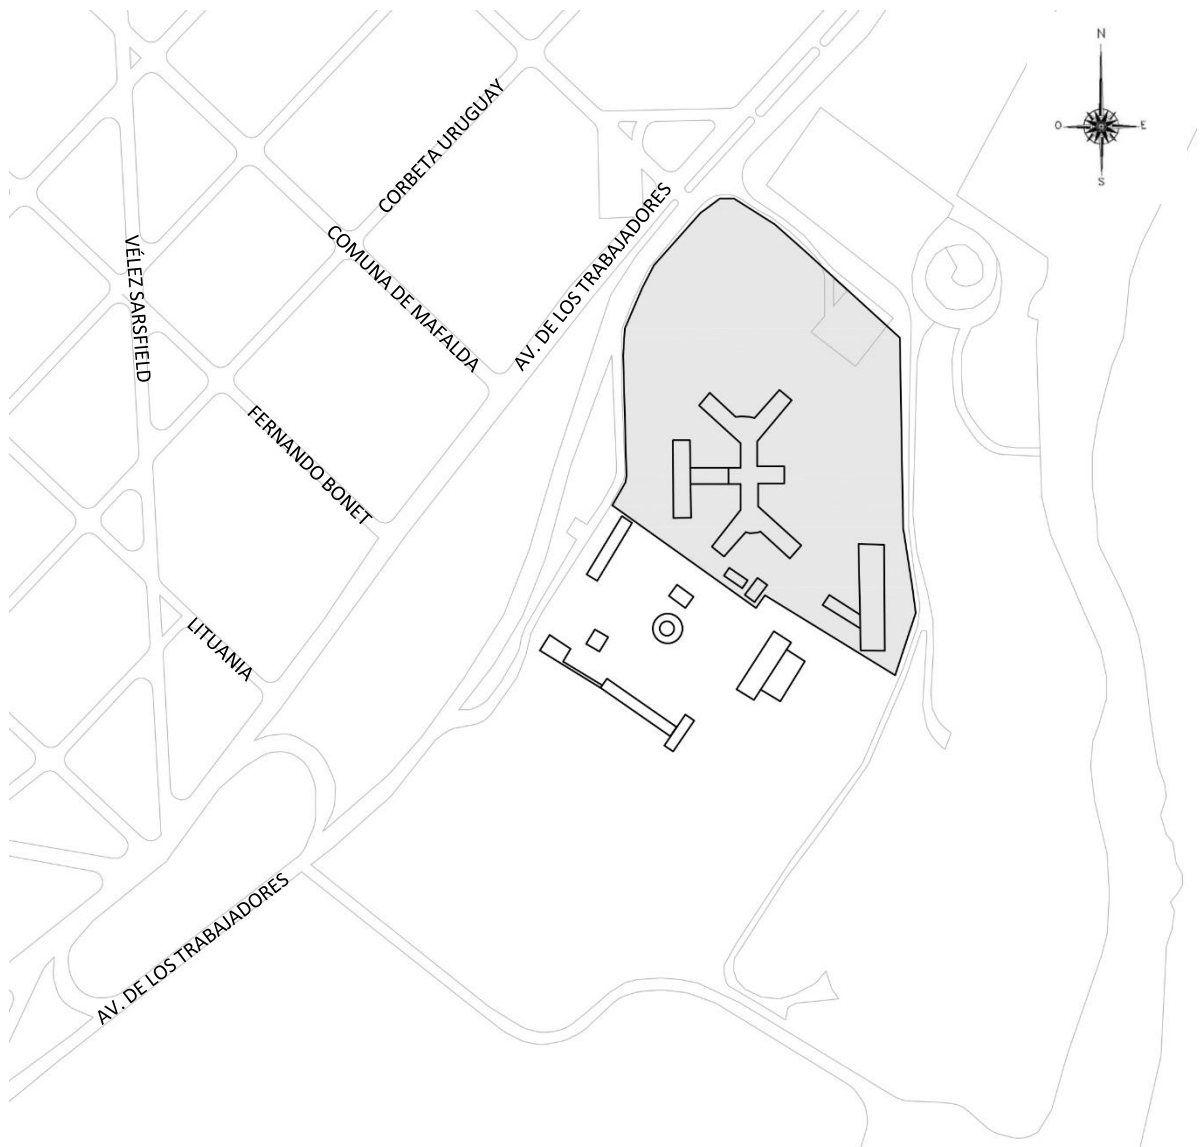 N
O
E
S
CORBETA URUGUAY
AV. DE LOS TRABAJADORES
COMUNA DE MAFALDA
VÉLEZ SARSFIELD
FERNANDO BONET
LITUANIA
AV. DE LOS TRABAJADORES